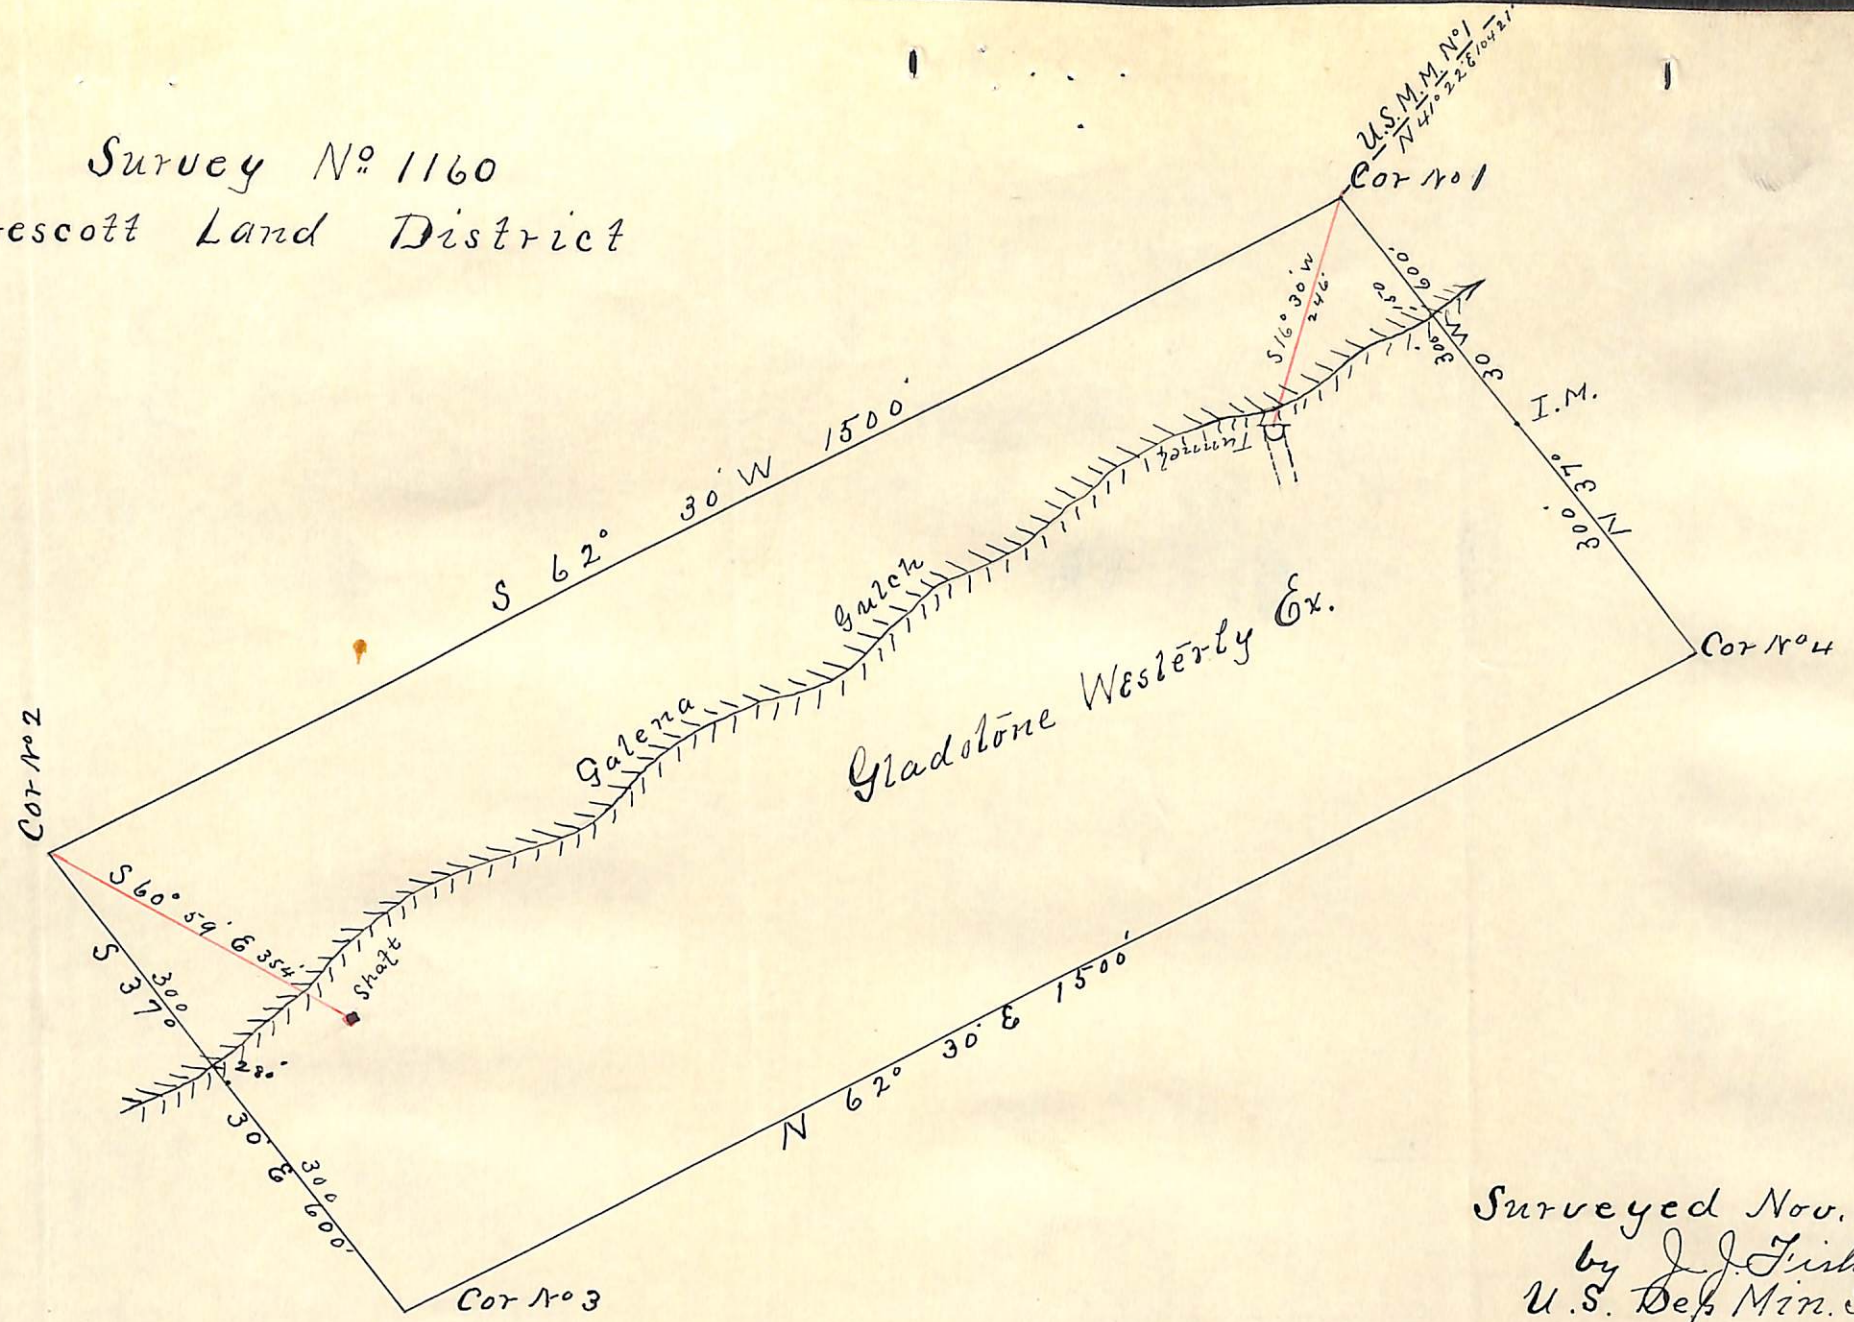 Survey Nº 1160
escott Land District
U.S.M.M. Nº 1
N 41° 22' E 1042
Cor Nº 1
S 62° 30' W 1500'
S 16° 30' W
246'
600'
150'
300'
N 37° 30' W
I.M.
300'
Tunnel
Cor Nº 4
Galena Gulch
Gladstone Westerly Ex.
Cor Nº 2
S 60° 59' E 354'
Shaft
S 37° 30' E 600'
300
280'
300
N 62° 30' E 1500'
Cor Nº 3
Surveyed Nov.
by J. J. Fish
U.S. Dep Min.